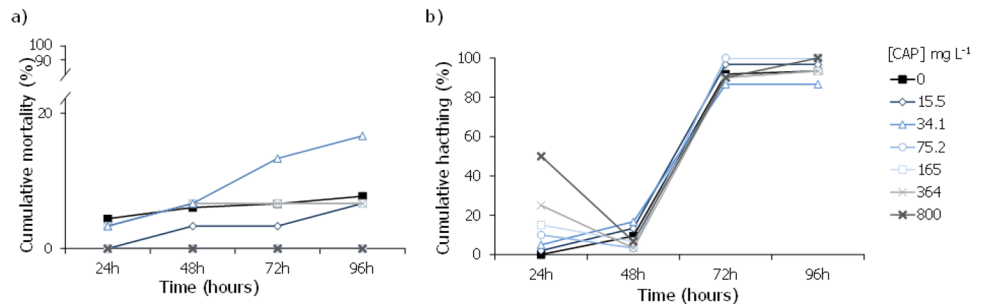 a)
100
90
20
0
Cumulative mortality (%)
24h 48h 72h 96h
Time (hours)
b)
100
80
60
40
20
0
Cumulative hacthing (%)
24h 48h 72h 96h
Time (hours)
[CAP] mg L⁻¹
0
15.5
34.1
75.2
165
364
800